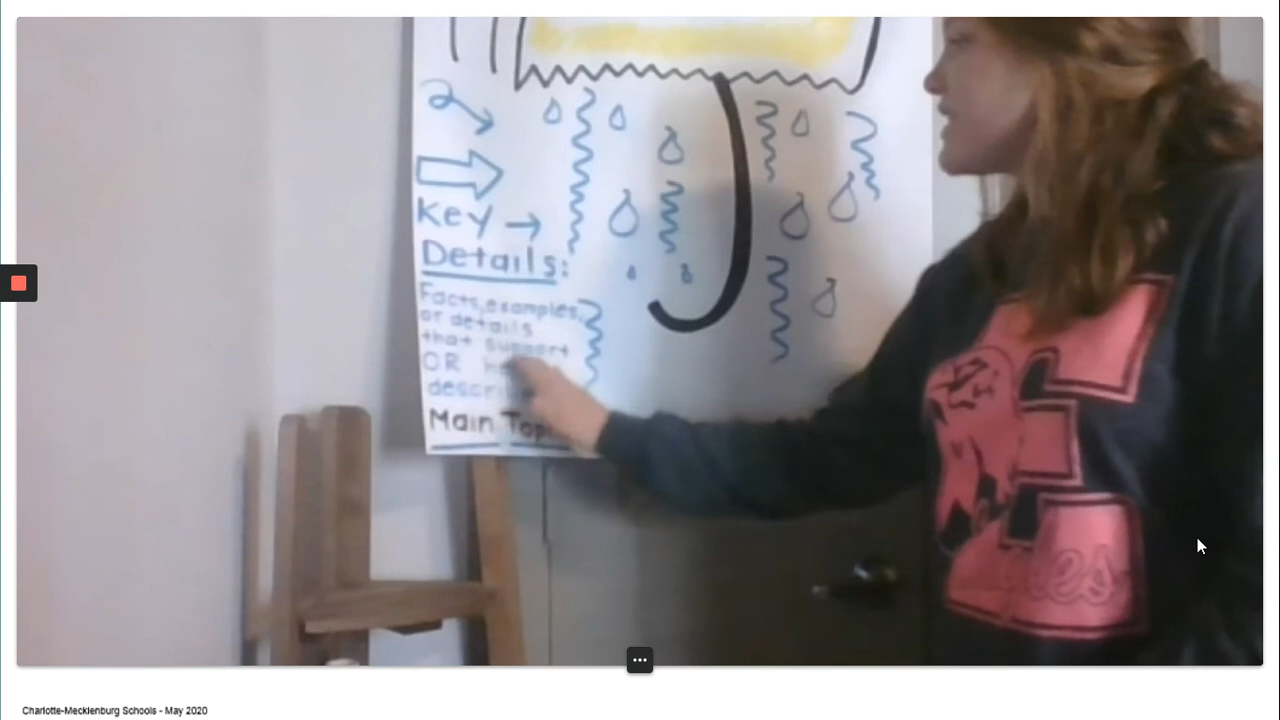 Key →
Details:
Facts, examples,
or details
that support
OR
Main
Charlotte-Mecklenburg Schools - May 2020